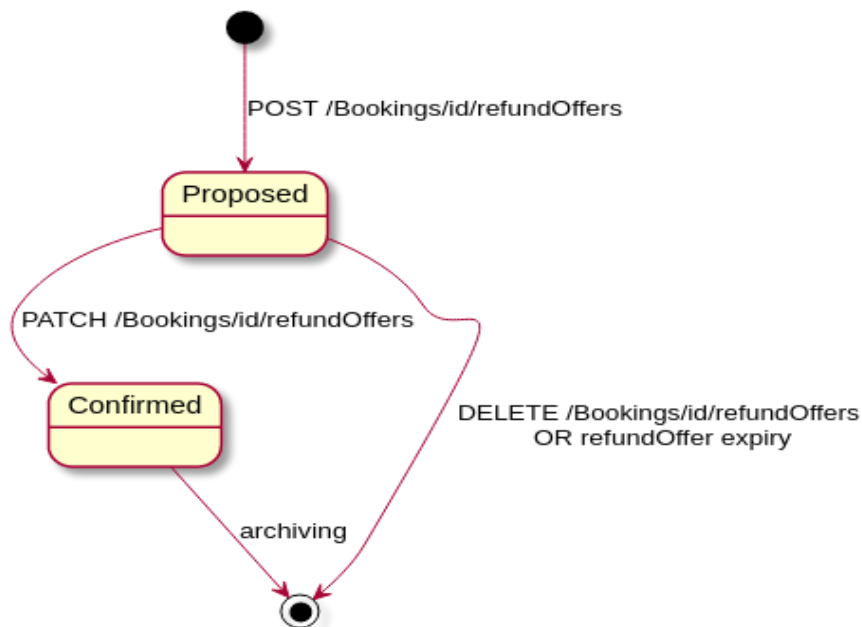 POST /Bookings/id/refundOffers
Proposed
PATCH /Bookings/id/refundOffers
Confirmed
DELETE /Bookings/id/refundOffers
OR refundOffer expiry
archiving